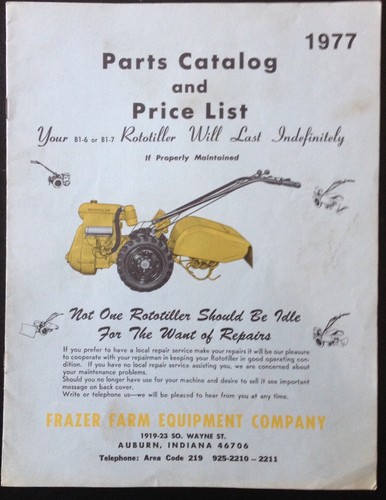 1977
Parts Catalog
and
Price List
Your B1-6 or B1-7 Rototiller Will Last Indefinitely
If Properly Maintained
Not One Rototiller Should Be Idle
For The Want of Repairs
If you prefer to have a local repair service make your repairs it will be our pleasure
to cooperate with your repairman in keeping your Rototiller in good operating con-
dition. If you have no local repair service assisting you, we are concerned about
your maintenance problems.
Should you no longer have use for your machine and desire to sell it see important
message on back cover.
Write or telephone us—we will be pleased to hear from you at any time.
FRAZER FARM EQUIPMENT COMPANY
1919-23 SO. WAYNE ST.
AUBURN, INDIANA 46706
Telephone: Area Code 219 925-2210 - 2211